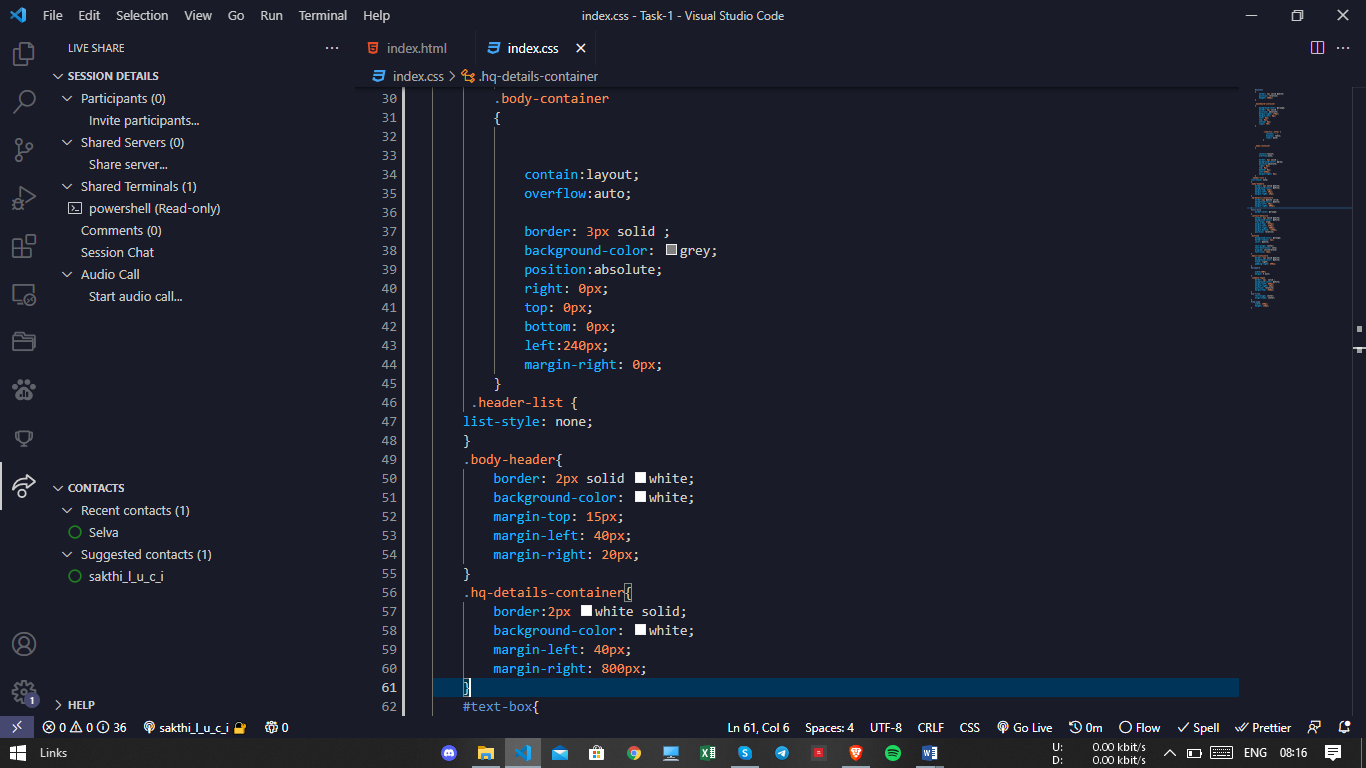 File Edit Selection View Go Run Terminal Help index.css - Task-1 - Visual Studio Code
LIVE SHARE
SESSION DETAILS
Participants (0)
Invite participants...
Shared Servers (0)
Share server...
Shared Terminals (1)
powershell (Read-only)
Comments (0)
Session Chat
Audio Call
Start audio call...
CONTACTS
Recent contacts (1)
Selva
Suggested contacts (1)
sakthi_l_u_c_i
HELP
1
index.html index.css
index.css > .hq-details-container
30 .body-container
31 {
32
33
34 contain:layout;
35 overflow:auto;
36
37 border: 3px solid ;
38 background-color: grey;
39 position:absolute;
40 right: 0px;
41 top: 0px;
42 bottom: 0px;
43 left:240px;
44 margin-right: 0px;
45 }
46 .header-list {
47 list-style: none;
48 }
49 .body-header{
50 border: 2px solid white;
51 background-color: white;
52 margin-top: 15px;
53 margin-left: 40px;
54 margin-right: 20px;
55 }
56 .hq-details-container{
57 border:2px white solid;
58 background-color: white;
59 margin-left: 40px;
60 margin-right: 800px;
61 }
62 #text-box{
0 0 36 sakthi_l_u_c_i 0 Ln 61, Col 6 Spaces: 4 UTF-8 CRLF CSS Go Live 0m Flow Spell Prettier
Links U: 0.00 kbit/s ENG 08:16
D: 0.00 kbit/s